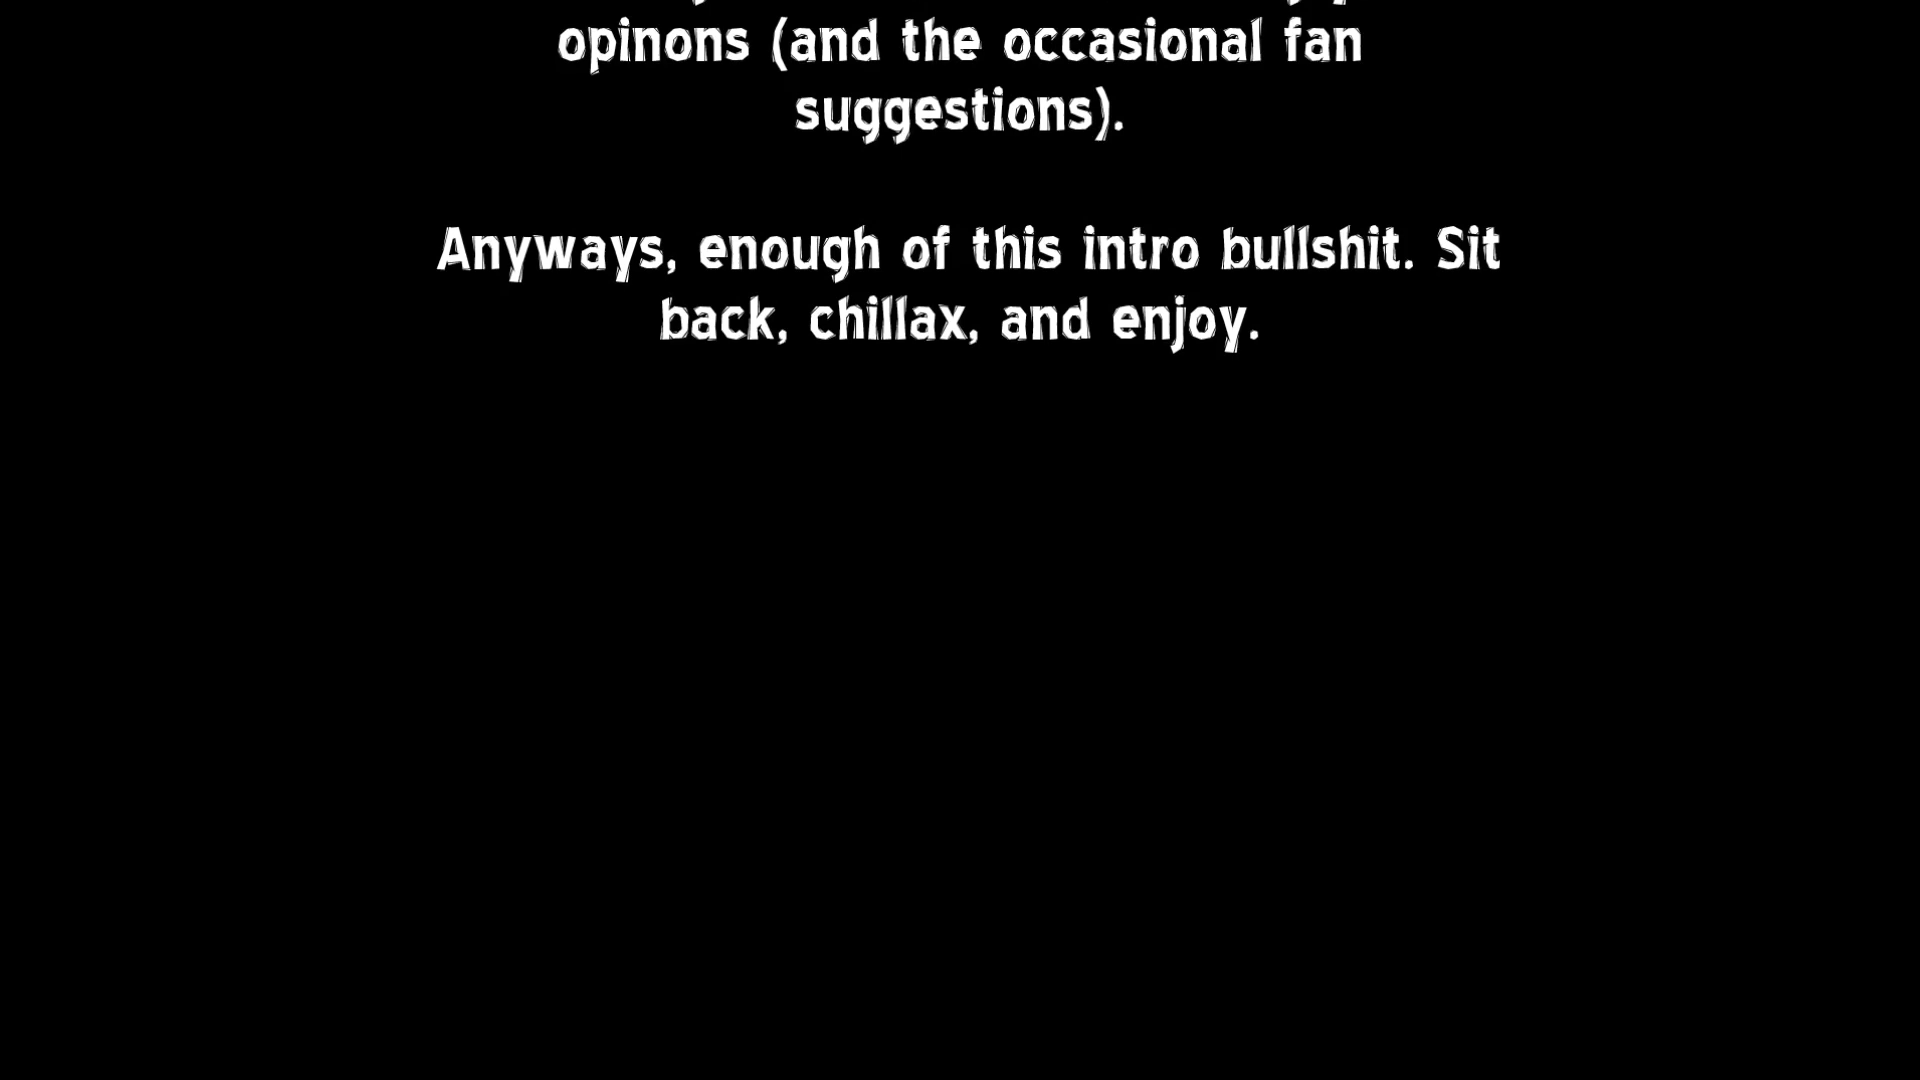 opinons (and the occasional fan
suggestions).
Anyways, enough of this intro bullshit. Sit
back, chillax, and enjoy.